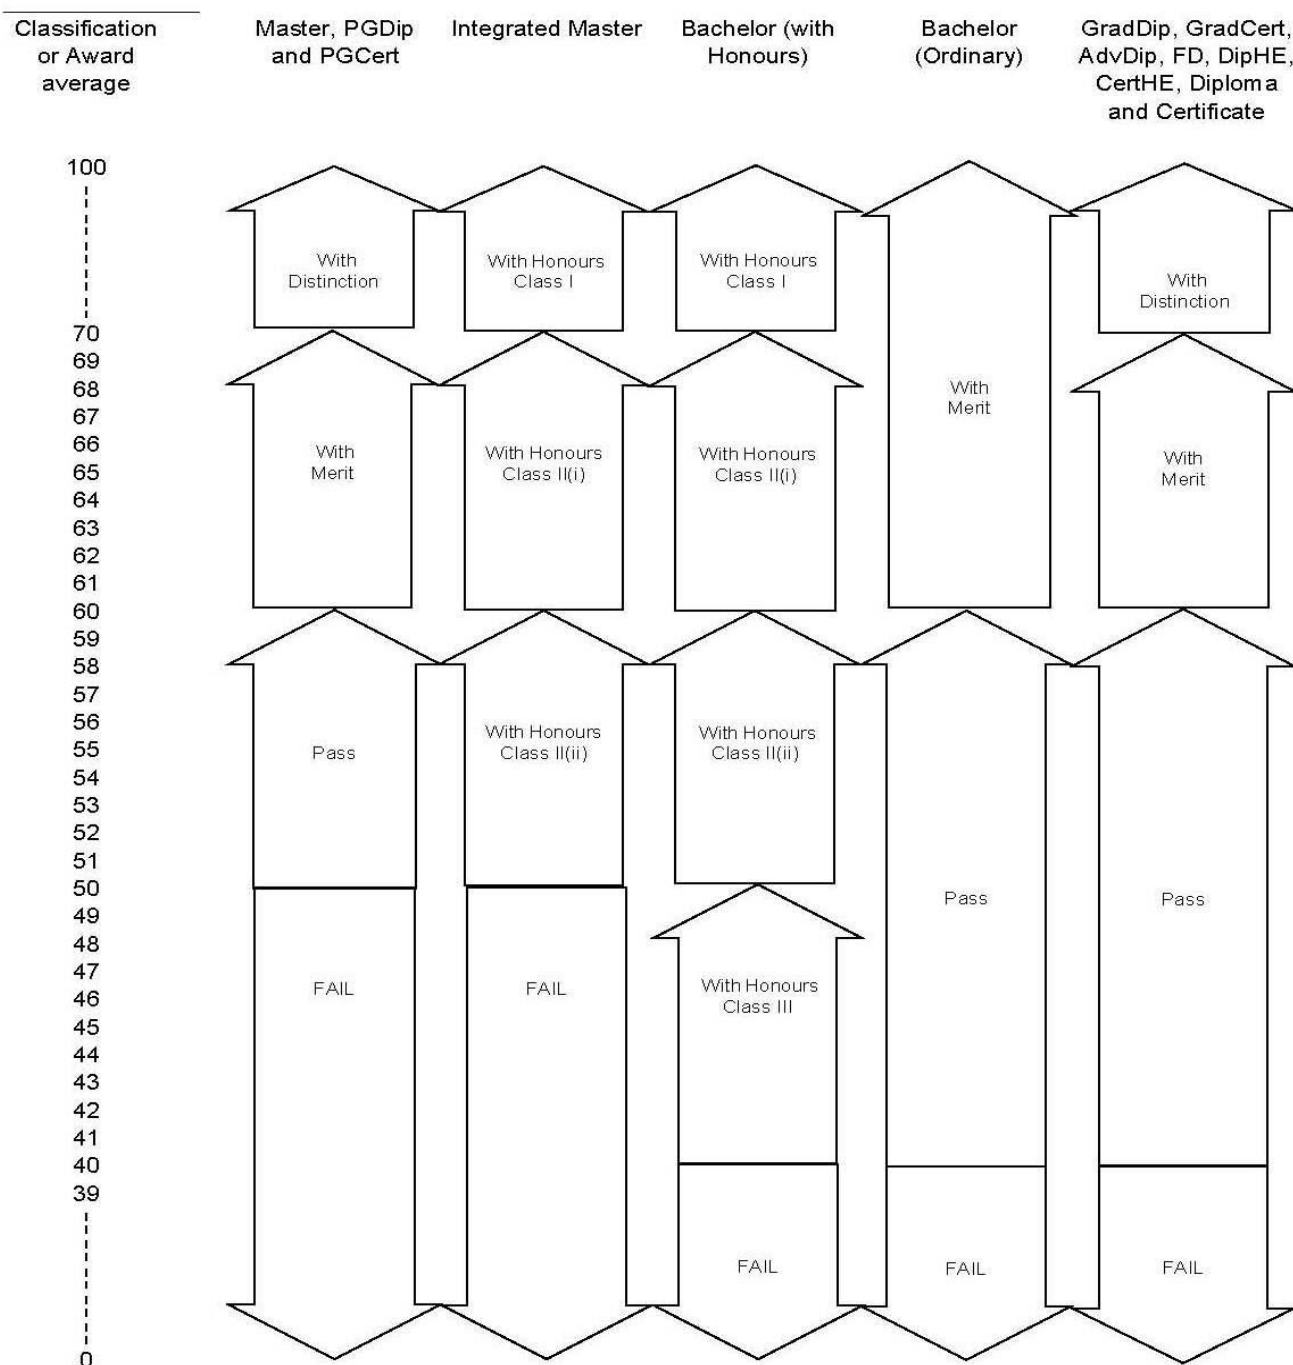 Classification
or Award
average
Master, PGDip
and PGCert
Integrated Master
Bachelor (with
Honours)
Bachelor
(Ordinary)
GradDip, GradCert,
AdvDip, FD, DipHE,
CertHE, Diploma
and Certificate
100
With
Distinction
With Honours
Class I
With Honours
Class I
With
Distinction
70
69
68
67
66
65
64
63
62
61
With
Merit
With Honours
Class II(i)
With Honours
Class II(i)
With
Merit
With
Merit
60
59
58
57
56
55
54
53
52
51
Pass
With Honours
Class II(ii)
With Honours
Class II(ii)
Pass
Pass
50
49
48
47
46
45
44
43
42
41
FAIL
FAIL
With Honours
Class III
40
39
FAIL
FAIL
FAIL
0